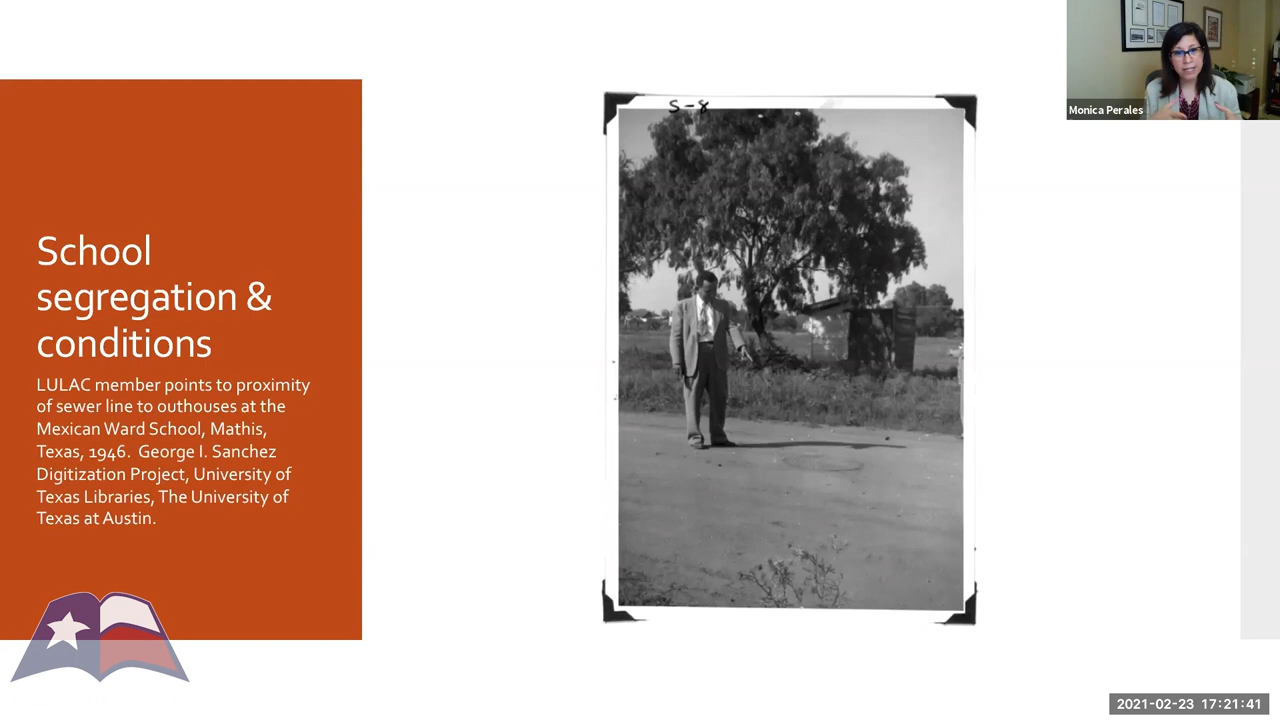 School
segregation &
conditions
LULAC member points to proximity
of sewer line to outhouses at the
Mexican Ward School, Mathis,
Texas, 1946.  George I. Sanchez
Digitization Project, University of
Texas Libraries, The University of
Texas at Austin.
S-8
Monica Perales
2021-02-23 17:21:41